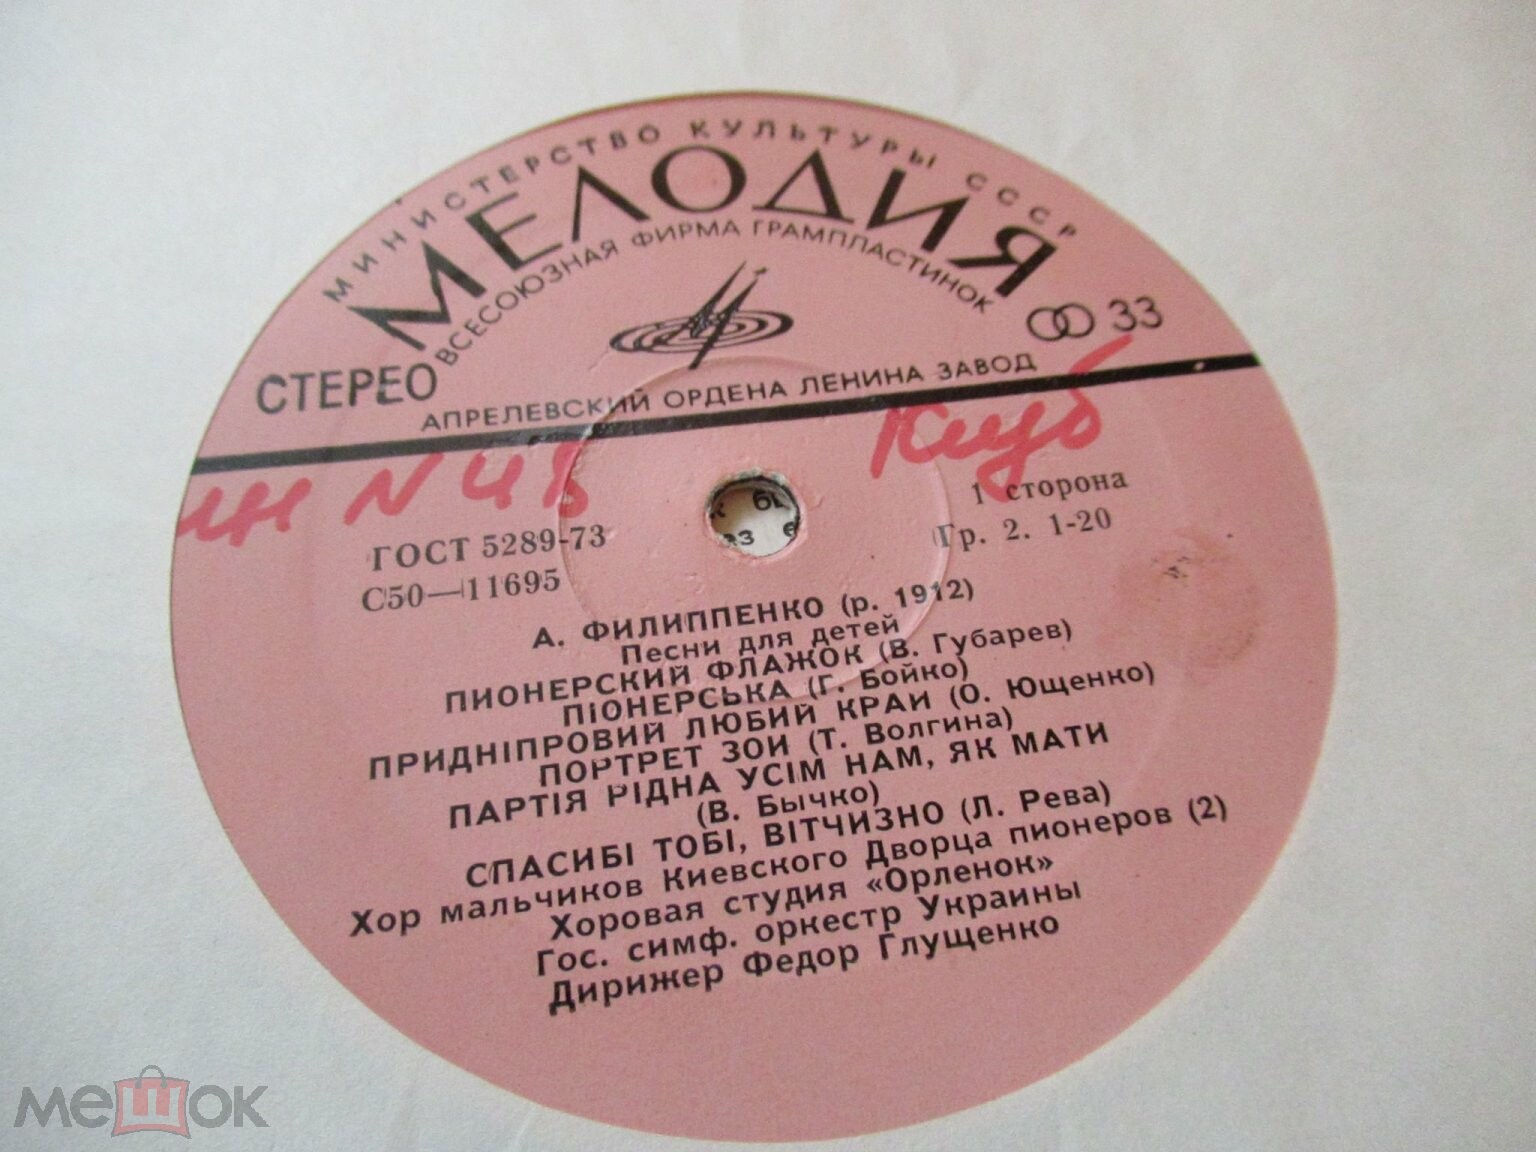 МИНИСТЕРСТВО КУЛЬТУРЫ СССР
МЕЛОДИЯ
ВСЕСОЮЗНАЯ ФИРМА ГРАМПЛАСТИНОК
СТЕРЕО
33
АПРЕЛЕВСКИЙ ОРДЕНА ЛЕНИНА ЗАВОД
Клуб
ГОСТ 5289-73
1 сторона
С50—11695
Гр. 2. 1-20
А. ФИЛИППЕНКО (р. 1912)
Песни для детей
ПИОНЕРСКИЙ ФЛАЖОК (В. Губарев)
ПІОНЕРСЬКА (Г. Бойко)
ПРИДНІПРОВИЙ ЛЮБИЙ КРАЙ (О. Ющенко)
ПОРТРЕТ ЗОИ (Т. Волгина)
ПАРТІЯ РІДНА УСІМ НАМ, ЯК МАТИ
(В. Бычко)
СПАСИБІ ТОБІ, ВІТЧИЗНО (Л. Рева)
Хор мальчиков Киевского Дворца пионеров (2)
Хоровая студия «Орленок»
Гос. симф. оркестр Украины
Дирижер Федор Глущенко
мешок